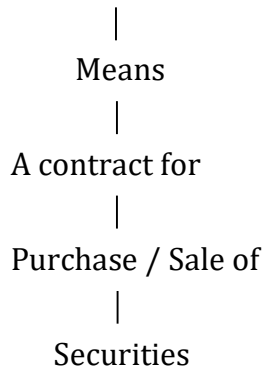 Means
A contract for
Purchase / Sale of
Securities